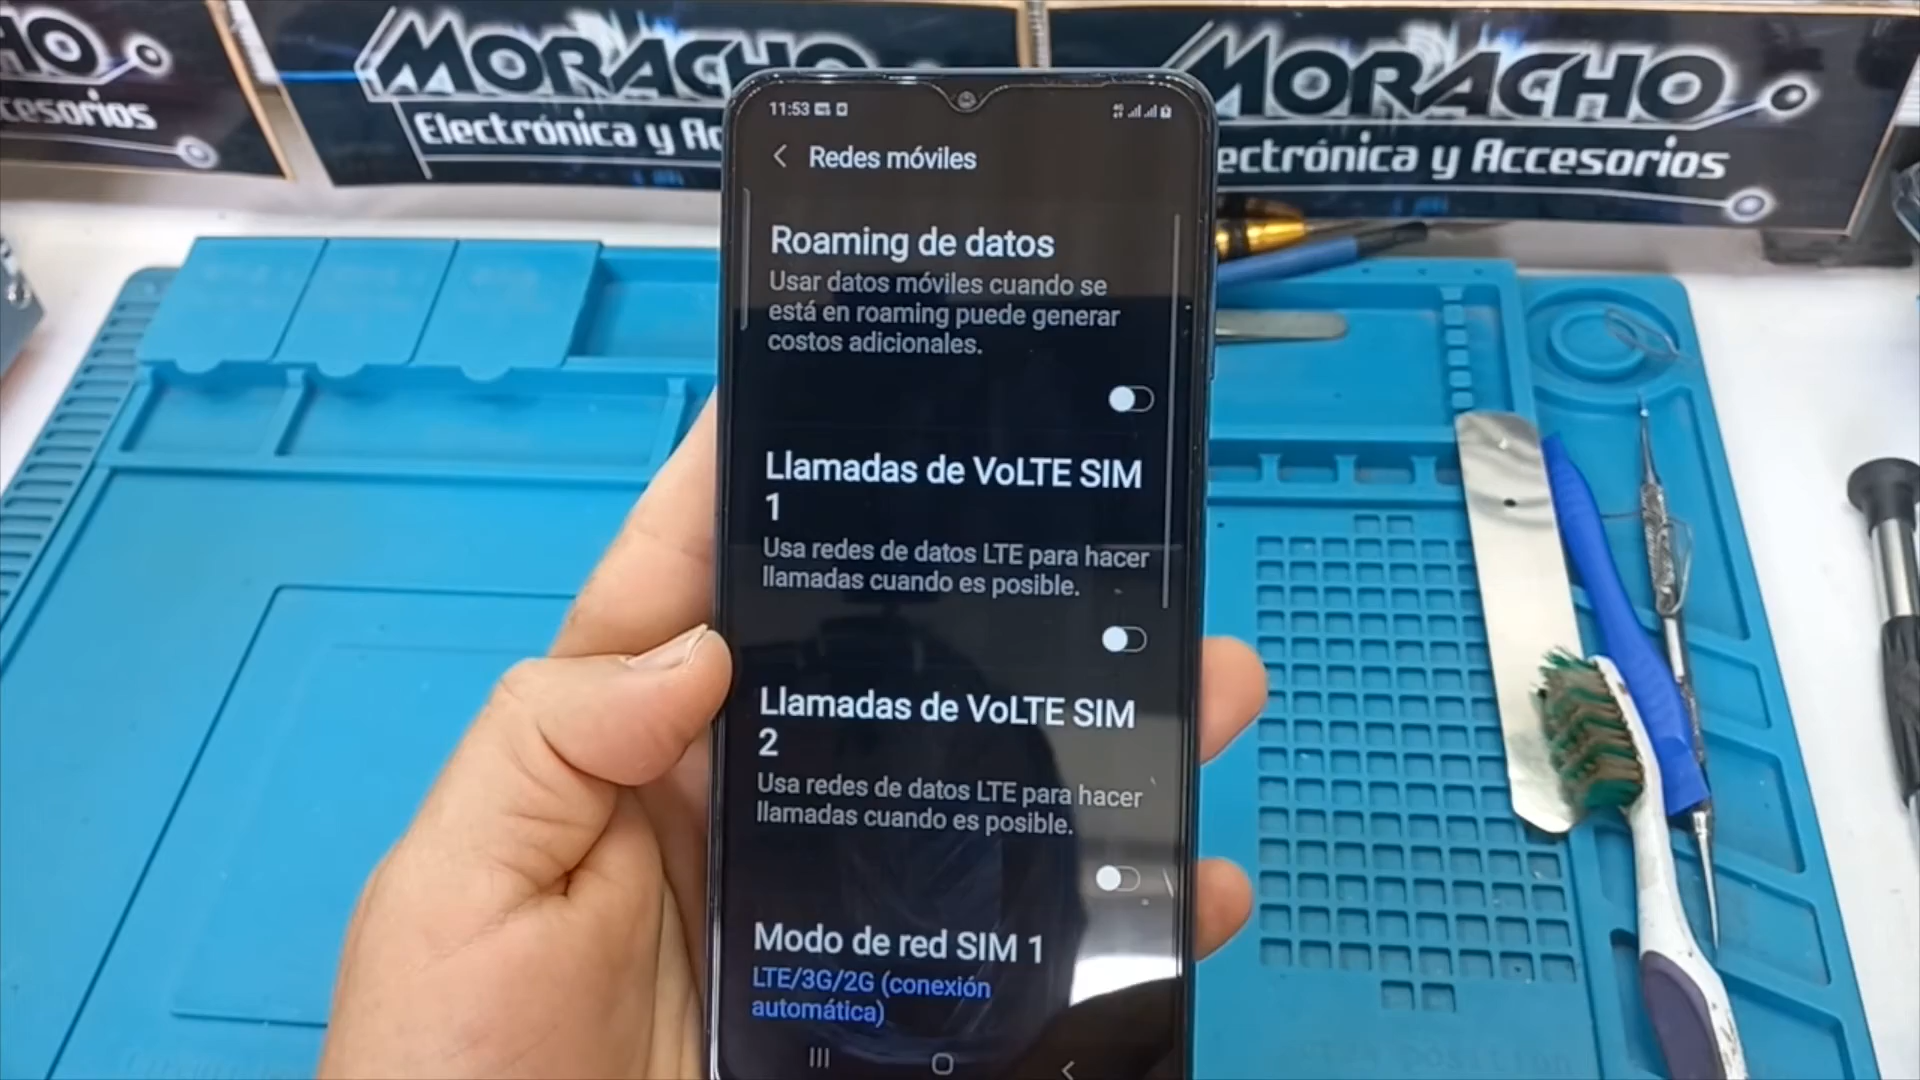 HO
cesorios
MORACHO
Electrónica y Ac
MORACHO
ectrónica y Accesorios
11:53
Redes móviles
Roaming de datos
Usar datos móviles cuando se
está en roaming puede generar
costos adicionales.
Llamadas de VoLTE SIM
1
Usa redes de datos LTE para hacer
llamadas cuando es posible.
Llamadas de VoLTE SIM
2
Usa redes de datos LTE para hacer
llamadas cuando es posible.
Modo de red SIM 1
LTE/3G/2G (conexión
automática)